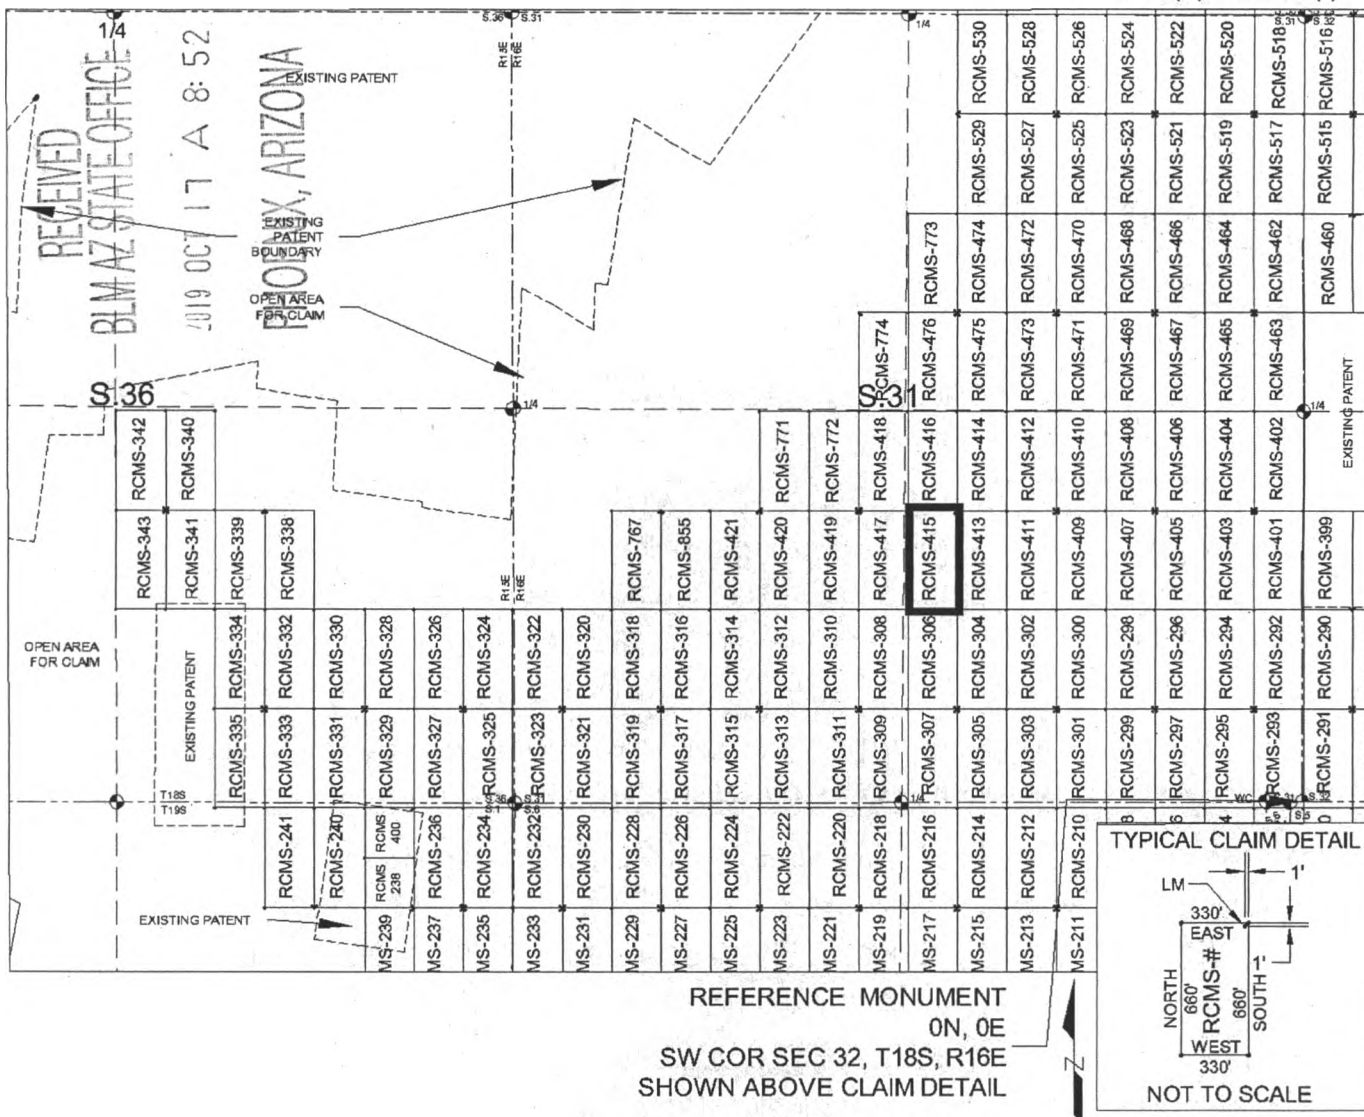 S.36 S.31
1/4
1/4
S.31 S.32
RECEIVED
BLM AZ STATE OFFICE
2019 OCT 17 A 8:52
PHOENIX, ARIZONA
R15E
R16E
EXISTING PATENT
EXISTING
PATENT
BOUNDARY
OPEN AREA
FOR CLAIM
RCMS-530 RCMS-528 RCMS-526 RCMS-524 RCMS-522 RCMS-520 RCMS-518 RCMS-516
RCMS-529 RCMS-527 RCMS-525 RCMS-523 RCMS-521 RCMS-519 RCMS-517 RCMS-515
RCMS-773 RCMS-474 RCMS-472 RCMS-470 RCMS-468 RCMS-466 RCMS-464 RCMS-462 RCMS-460
RCMS-774 RCMS-476 RCMS-475 RCMS-473 RCMS-471 RCMS-469 RCMS-467 RCMS-465 RCMS-463
EXISTING PATENT
S.36
1/4
S.31
1/4
RCMS-342 RCMS-340 RCMS-771 RCMS-772 RCMS-418 RCMS-416 RCMS-414 RCMS-412 RCMS-410 RCMS-408 RCMS-406 RCMS-404 RCMS-402
RCMS-343 RCMS-341 RCMS-339 RCMS-338 RCMS-767 RCMS-855 RCMS-421 RCMS-420 RCMS-419 RCMS-417 RCMS-415 RCMS-413 RCMS-411 RCMS-409 RCMS-407 RCMS-405 RCMS-403 RCMS-401 RCMS-399
R15E
R16E
OPEN AREA
FOR CLAIM
EXISTING PATENT
RCMS-334 RCMS-332 RCMS-330 RCMS-328 RCMS-326 RCMS-324 RCMS-322 RCMS-320 RCMS-318 RCMS-316 RCMS-314 RCMS-312 RCMS-310 RCMS-308 RCMS-306 RCMS-304 RCMS-302 RCMS-300 RCMS-298 RCMS-296 RCMS-294 RCMS-292 RCMS-290
RCMS-335 RCMS-333 RCMS-331 RCMS-329 RCMS-327 RCMS-325 RCMS-323 RCMS-321 RCMS-319 RCMS-317 RCMS-315 RCMS-313 RCMS-311 RCMS-309 RCMS-307 RCMS-305 RCMS-303 RCMS-301 RCMS-299 RCMS-297 RCMS-295 RCMS-293 RCMS-291
T18S
T19S
S.36 S.31
S.1 S.6
1/4
WC
S.32
S.5
RCMS-241 RCMS-240 RCMS 400 RCMS-236 RCMS-234 RCMS-232 RCMS-230 RCMS-228 RCMS-226 RCMS-224 RCMS-222 RCMS-220 RCMS-218 RCMS-216 RCMS-214 RCMS-212 RCMS-210
RCMS 238
EXISTING PATENT
MS-239 MS-237 MS-235 MS-233 MS-231 MS-229 MS-227 MS-225 MS-223 MS-221 MS-219 MS-217 MS-215 MS-213 MS-211
TYPICAL CLAIM DETAIL
1'
LM
330'
EAST
NORTH
660'
RCMS-#
660'
SOUTH
1'
WEST
330'
NOT TO SCALE
REFERENCE MONUMENT
0N, 0E
SW COR SEC 32, T18S, R16E
SHOWN ABOVE CLAIM DETAIL
N